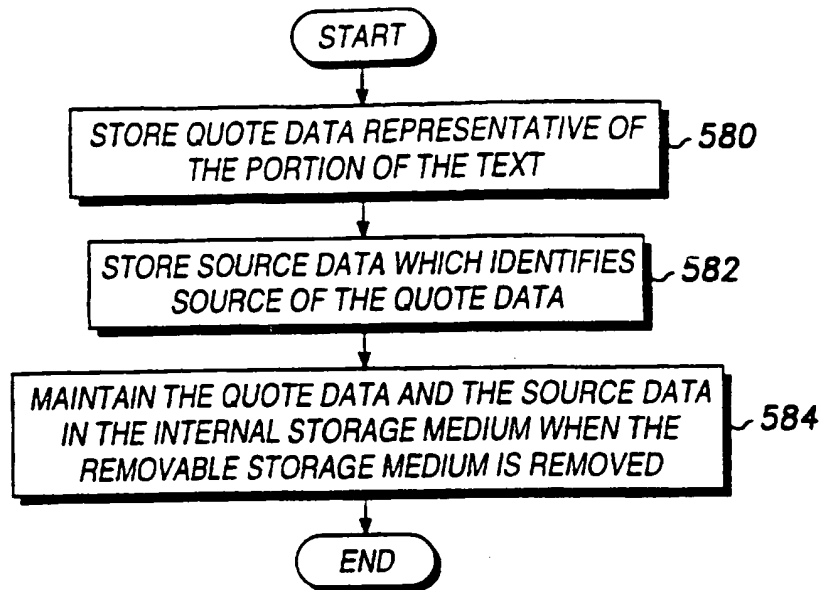 START
STORE QUOTE DATA REPRESENTATIVE OF
THE PORTION OF THE TEXT
580
STORE SOURCE DATA WHICH IDENTIFIES
SOURCE OF THE QUOTE DATA
582
MAINTAIN THE QUOTE DATA AND THE SOURCE DATA
IN THE INTERNAL STORAGE MEDIUM WHEN THE
REMOVABLE STORAGE MEDIUM IS REMOVED
584
END